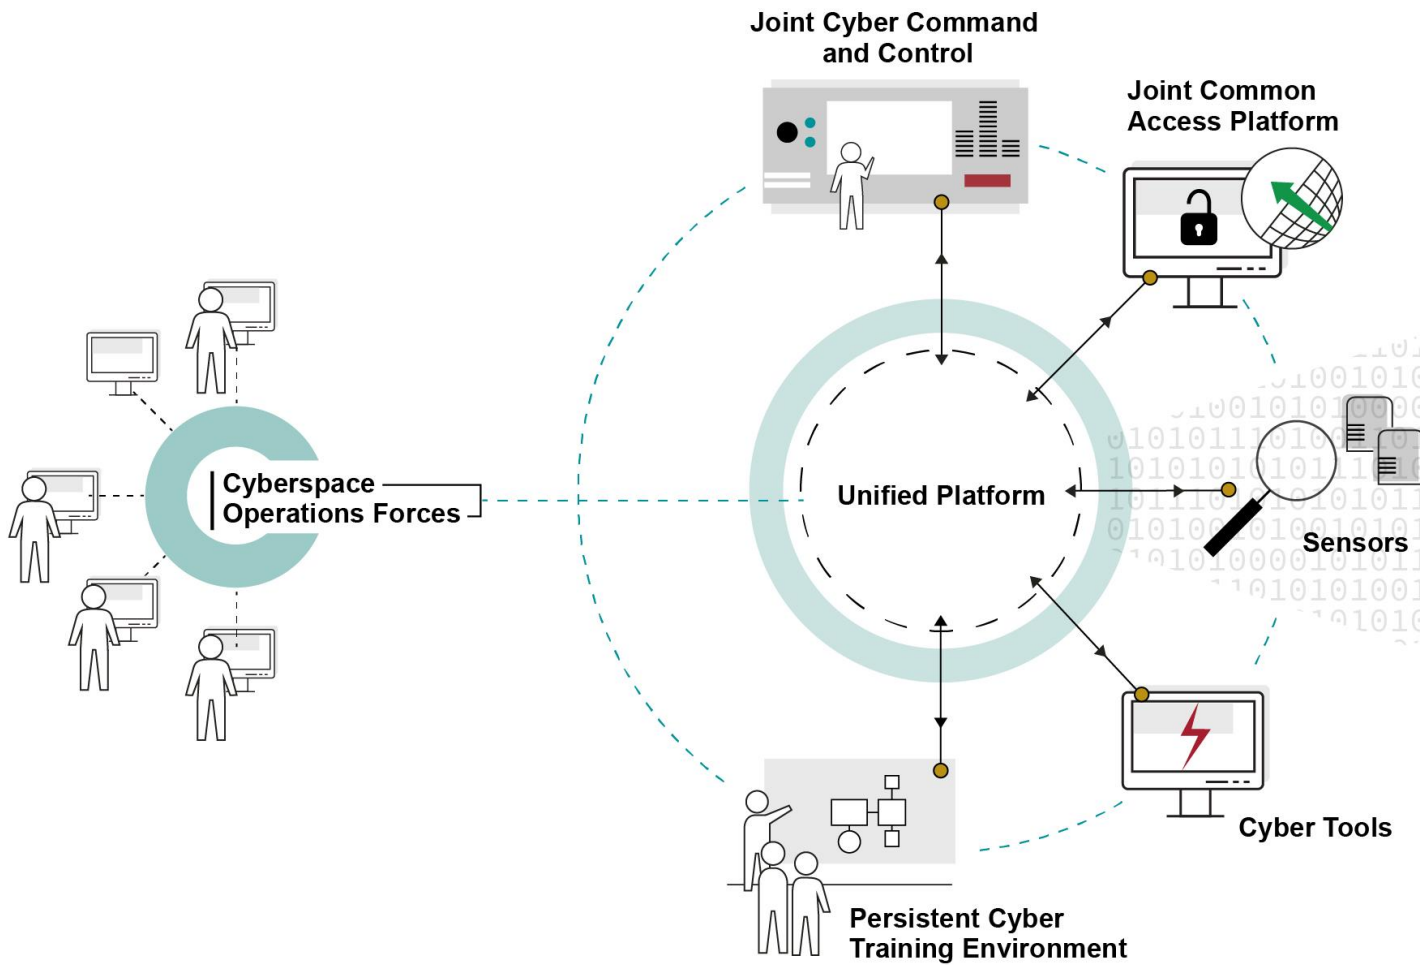 Joint Cyber Command
and Control
Joint Common
Access Platform
Cyberspace
Operations Forces
Unified Platform
Sensors
Cyber Tools
Persistent Cyber
Training Environment